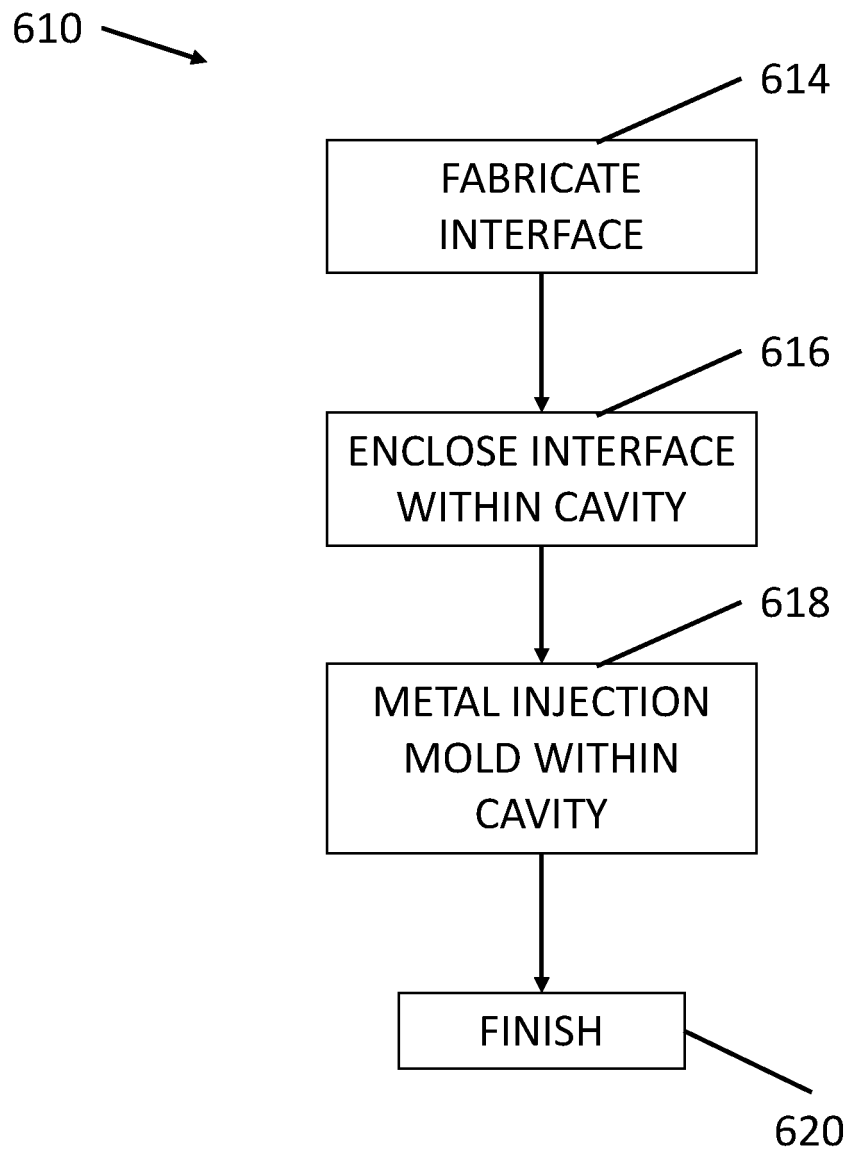 610
614
FABRICATE
INTERFACE
616
ENCLOSE INTERFACE
WITHIN CAVITY
618
METAL INJECTION
MOLD WITHIN
CAVITY
FINISH
620